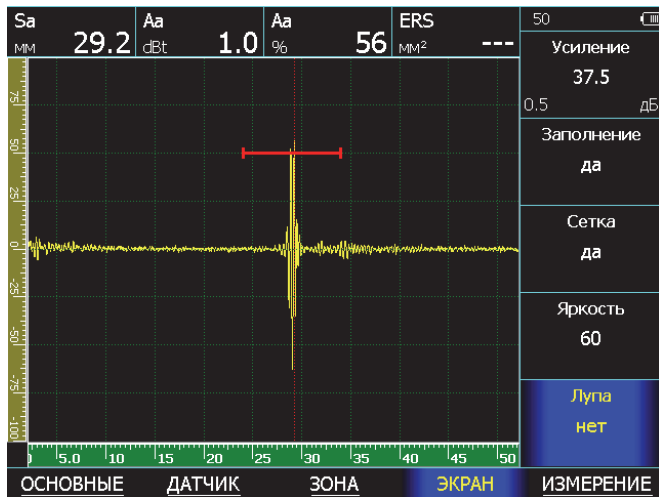 Sa
мм 29.2
Aa
dBt 1.0
Aa
% 56
ERS
мм² ---
50
Усиление
37.5
0.5 дБ
Заполнение
да
Сетка
да
Яркость
60
Лупа
нет
75
50
25
0
-25
-50
-75
-100
5.0 10 15 20 25 30 35 40 45 50
ОСНОВНЫЕ ДАТЧИК ЗОНА ЭКРАН ИЗМЕРЕНИЕ